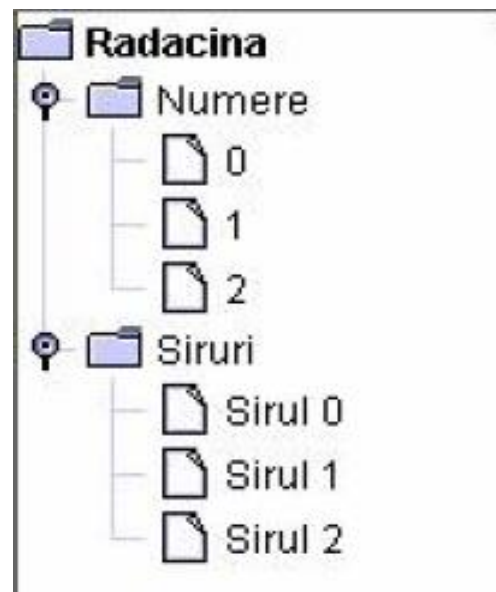 Radacina
Numere
0
1
2
Siruri
Sirul 0
Sirul 1
Sirul 2